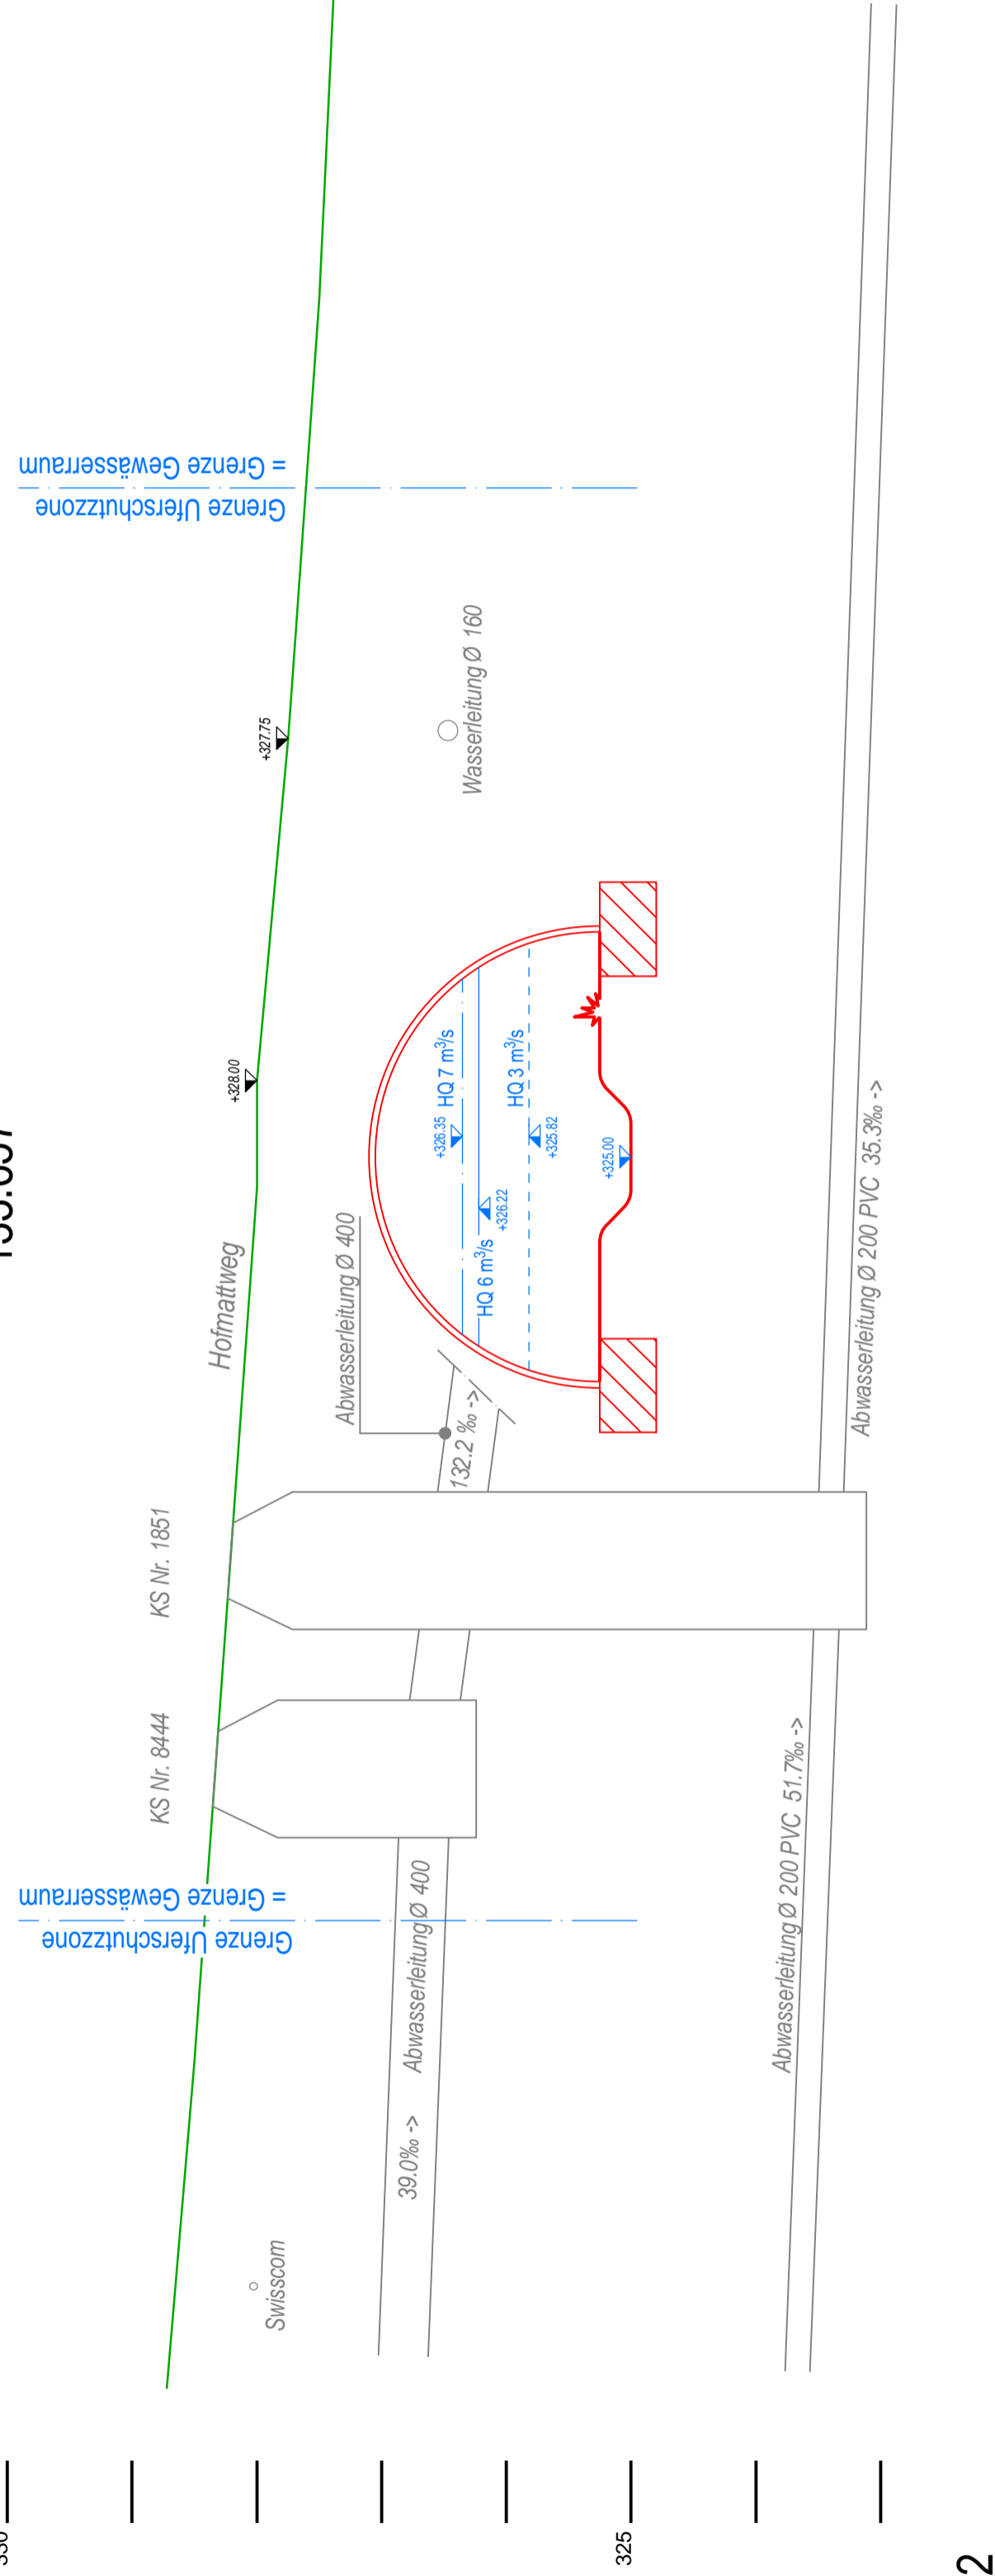 Grenze Uferschutzzone
= Grenze Gewässerraum
Grenze Uferschutzzone
= Grenze Gewässerraum
KS Nr. 8444
KS Nr. 1851
Hofmattweg
+328.00
+327.75
Swisscom
39.0‰ ->
Abwasserleitung Ø 400
Abwasserleitung Ø 400
132.2 ‰ ->
Wasserleitung Ø 160
+326.35
HQ 7 m³/s
HQ 6 m³/s
+326.22
HQ 3 m³/s
+325.82
+325.00
Abwasserleitung Ø 200 PVC 51.7‰ ->
Abwasserleitung Ø 200 PVC 35.3‰ ->
325
2